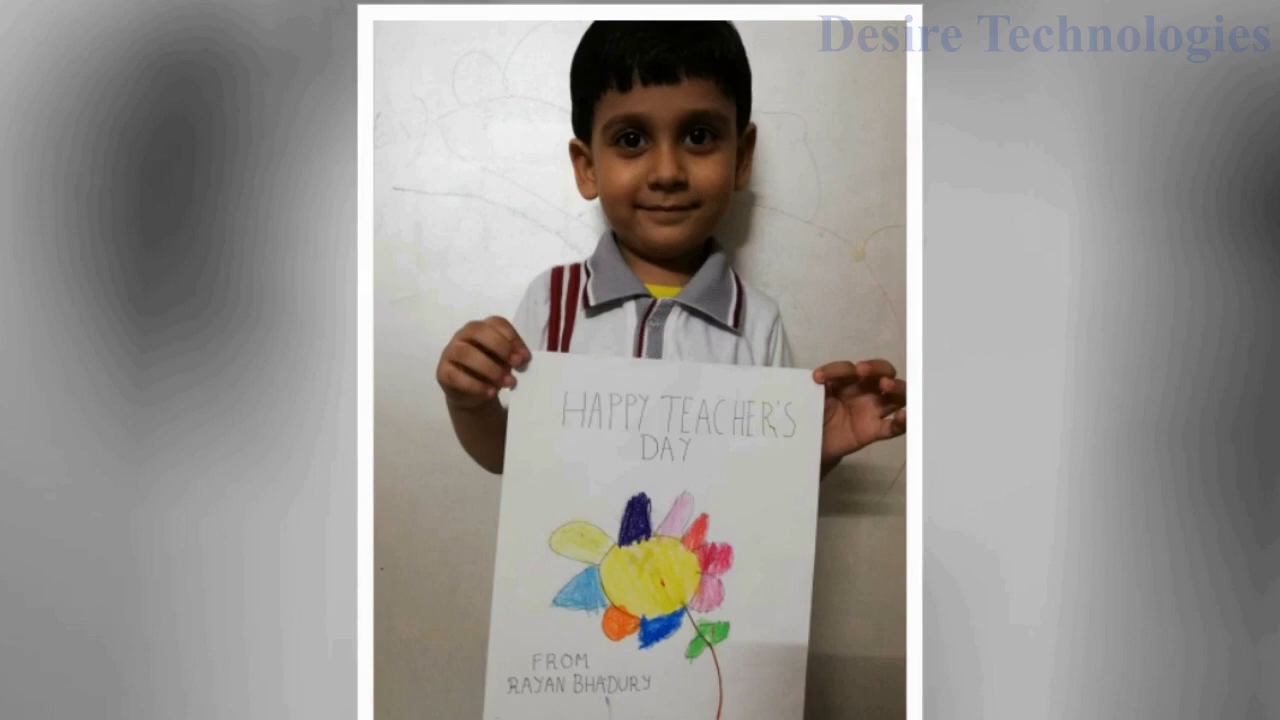 Desire Technologies
HAPPY TEACHER'S
DAY
FROM
RAYAN BHADURY